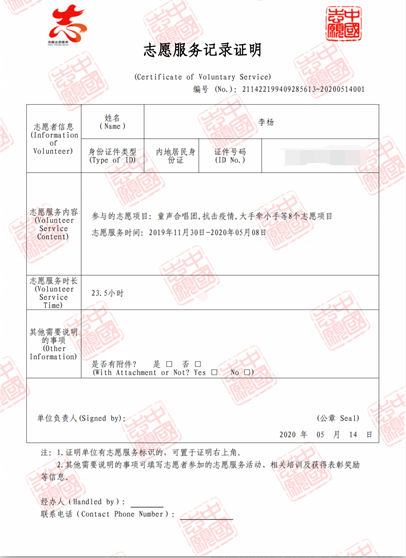 志愿服务记录证明
(Certificate of Voluntary Service)
编号 (No.): 211422199409285613-20200514001
志愿者信息
(Information
of
Volunteer)
姓名
(Name)
李杨
身份证件类型
(Type of ID)
内地居民身
份证
证件号码
(ID No.)
志愿服务内容
(Volunteer
Service
Content)
参与的志愿项目: 童声合唱团,抗击疫情,大手牵小手等8个志愿项目
志愿服务时间: 2019年11月30日-2020年05月08日
志愿服务时长
(Volunteer
Service
Time)
23.5小时
其他需要说明
的事项
(Other
Information)
是否有附件? 是 □ 否 □
(With Attachment or Not? Yes □ No □)
单位负责人(Signed by):
(公章 Seal)
2020 年 05 月 14 日
注: 1.证明单位有志愿服务标识的,可置于证明右上角.
2.其他需要说明的事项可填写志愿者参加的志愿服务活动、相关培训及获得表彰奖励
等信息.
经办人 (Handled by):
联系电话 (Contact Phone Number):